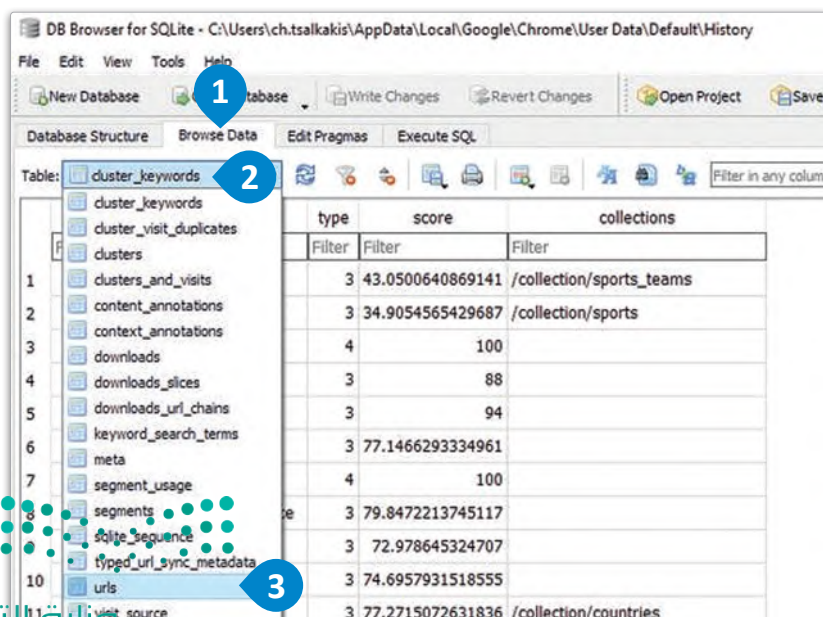 DB Browser for SQLite - C:\Users\ch.tsalkakis\AppData\Local\Google\Chrome\User Data\Default\History
File Edit View Tools Help
New Database 1 tabase Write Changes Revert Changes Open Project Save
Database Structure Browse Data Edit Pragmas Execute SQL
Table: cluster_keywords 2 Filter in any colum
cluster_keywords type score collections
cluster_visit_duplicates
clusters Filter Filter Filter
1 clusters_and_visits 3 43.0500640869141 /collection/sports_teams
content_annotations
2 context_annotations 3 34.9054565429687 /collection/sports
3 downloads 4 100
4 downloads_slices 3 88
5 downloads_url_chains 3 94
6 keyword_search_terms 3 77.1466293334961
meta
7 segment_usage 4 100
8 segments ce 3 79.8472213745117
sqlite_sequence 3 72.978645324707
typed_url_sync_metadata
10 urls 3 3 74.6957931518555
11 visit_source 3 77.2715072631836 /collection/countries